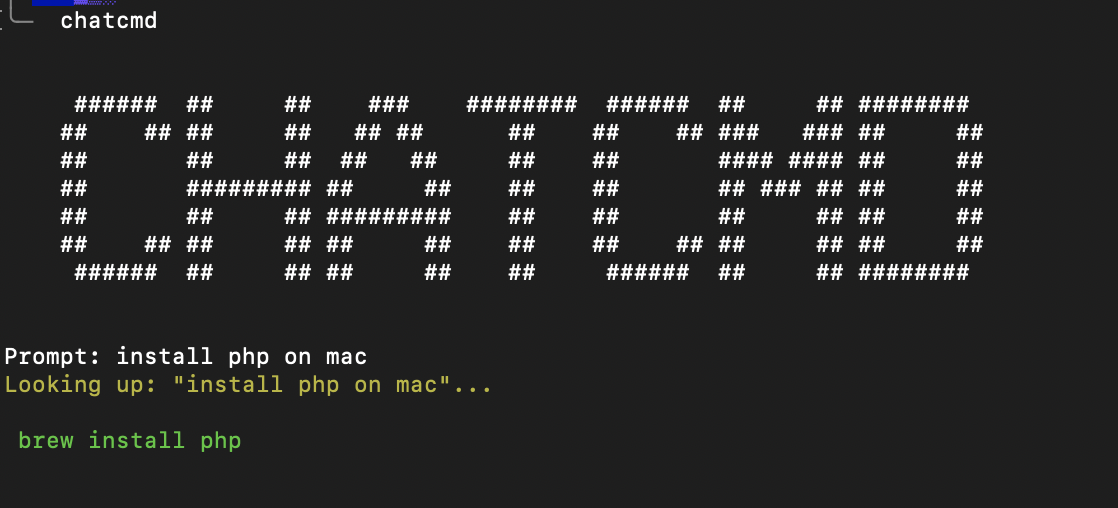 chatcmd
 ######  ##     ##    ###    ########  ######  ##     ## ########
##    ## ##     ##   ## ##      ##    ##    ## ###   ### ##     ##
##       ##     ##  ##   ##     ##    ##       #### #### ##     ##
##       ######### ##     ##    ##    ##       ## ### ## ##     ##
##       ##     ## #########    ##    ##       ##     ## ##     ##
##    ## ##     ## ##     ##    ##    ##    ## ##     ## ##     ##
 ######  ##     ## ##     ##    ##     ######  ##     ## ########
Prompt: install php on mac
Looking up: "install php on mac"...
brew install php